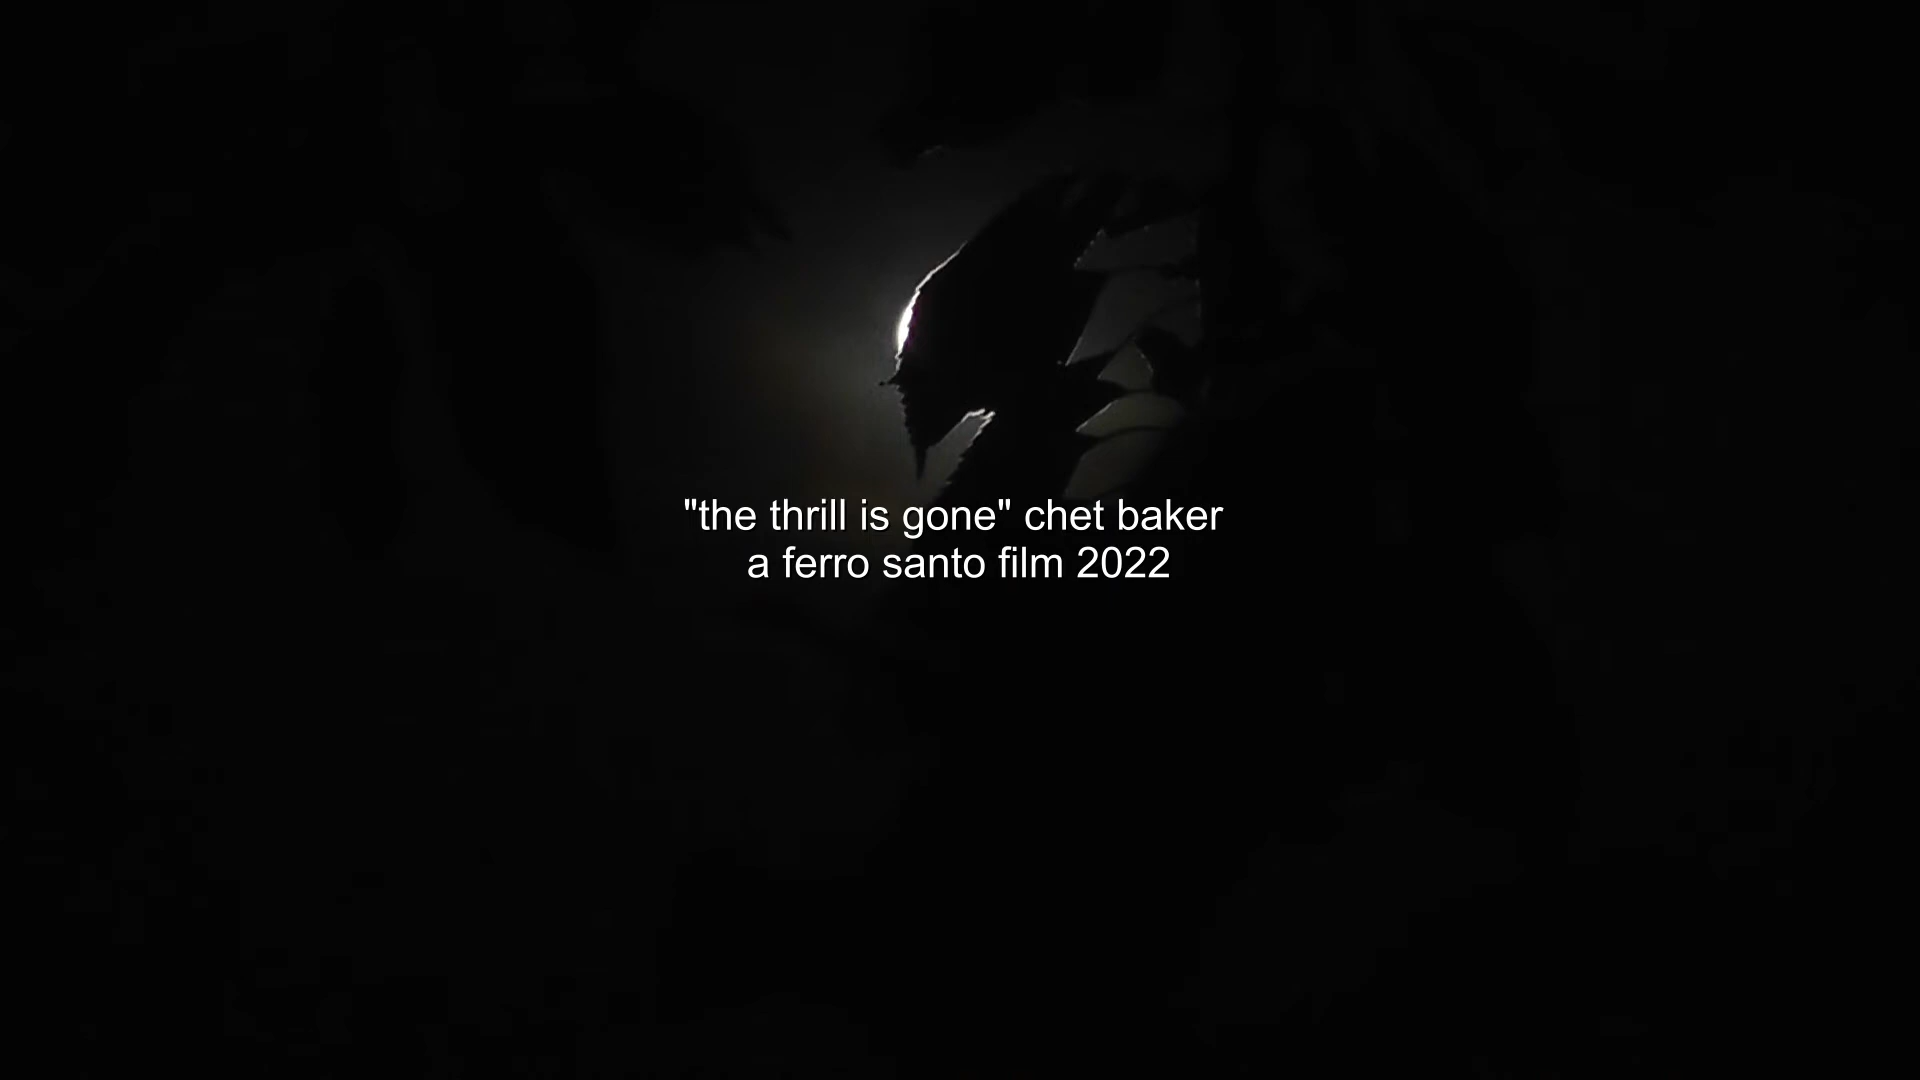 "the thrill is gone" chet baker
a ferro santo film 2022